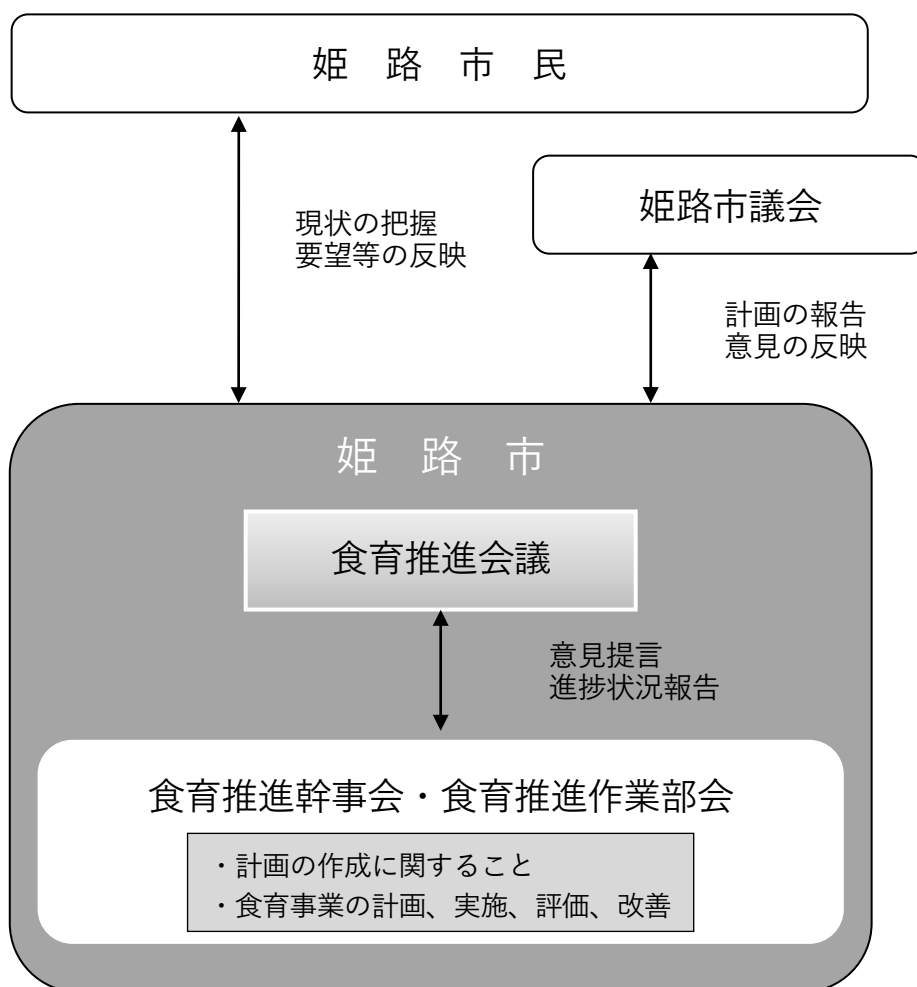 姫 路 市 民
姫路市議会
現状の把握
要望等の反映
計画の報告
意見の反映
姫 路 市
食育推進会議
意見提言
進捗状況報告
食育推進幹事会・食育推進作業部会
・計画の作成に関すること
・食育事業の計画、実施、評価、改善